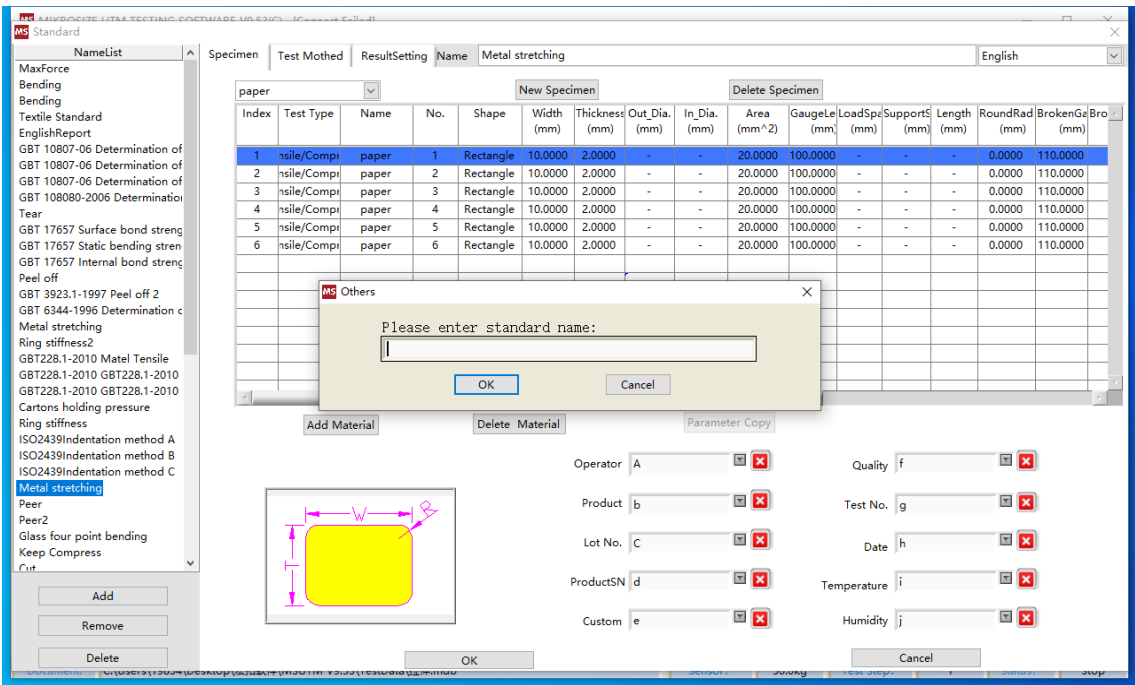 MS MIKROSIZE UTM TESTING SOFTWARE V9.53(C) - [Connect Failed]
MS Standard
NameList
MaxForce
Bending
Bending
Textile Standard
EnglishReport
GBT 10807-06 Determination of
GBT 10807-06 Determination of
GBT 10807-06 Determination of
GBT 108080-2006 Determination
Tear
GBT 17657 Surface bond streng
GBT 17657 Static bending stren
GBT 17657 Internal bond streng
Peel off
GBT 3923.1-1997 Peel off 2
GBT 6344-1996 Determination c
Metal stretching
Ring stiffness2
GBT228.1-2010 Matel Tensile
GBT228.1-2010 GBT228.1-2010
GBT228.1-2010 GBT228.1-2010
Cartons holding pressure
Ring stiffness
ISO2439Indentation method A
ISO2439Indentation method B
ISO2439Indentation method C
Metal stretching
Peer
Peer2
Glass four point bending
Keep Compress
Cut
Add
Remove
Delete
Specimen Test Mothed ResultSetting Name Metal stretching English
paper New Specimen Delete Specimen
Index Test Type Name No. Shape Width Thickness Out_Dia. In_Dia. Area GaugeLe LoadSpa SupportS Length RoundRad BrokenGa Bro
(mm) (mm) (mm) (mm) (mm^2) (mm) (mm) (mm) (mm) (mm) (mm)
1 nsile/Compr paper 1 Rectangle 10.0000 2.0000 - - 20.0000 100.0000 - - - 0.0000 110.0000
2 nsile/Compr paper 2 Rectangle 10.0000 2.0000 - - 20.0000 100.0000 - - - 0.0000 110.0000
3 nsile/Compr paper 3 Rectangle 10.0000 2.0000 - - 20.0000 100.0000 - - - 0.0000 110.0000
4 nsile/Compr paper 4 Rectangle 10.0000 2.0000 - - 20.0000 100.0000 - - - 0.0000 110.0000
5 nsile/Compr paper 5 Rectangle 10.0000 2.0000 - - 20.0000 100.0000 - - - 0.0000 110.0000
6 nsile/Compr paper 6 Rectangle 10.0000 2.0000 - - 20.0000 100.0000 - - - 0.0000 110.0000
MS Others
Please enter standard name:
OK Cancel
Add Material Delete Material Parameter Copy
W R
T
Operator A Quality f
Product b Test No. g
Lot No. C Date h
ProductSN d Temperature i
Custom e Humidity j
OK Cancel